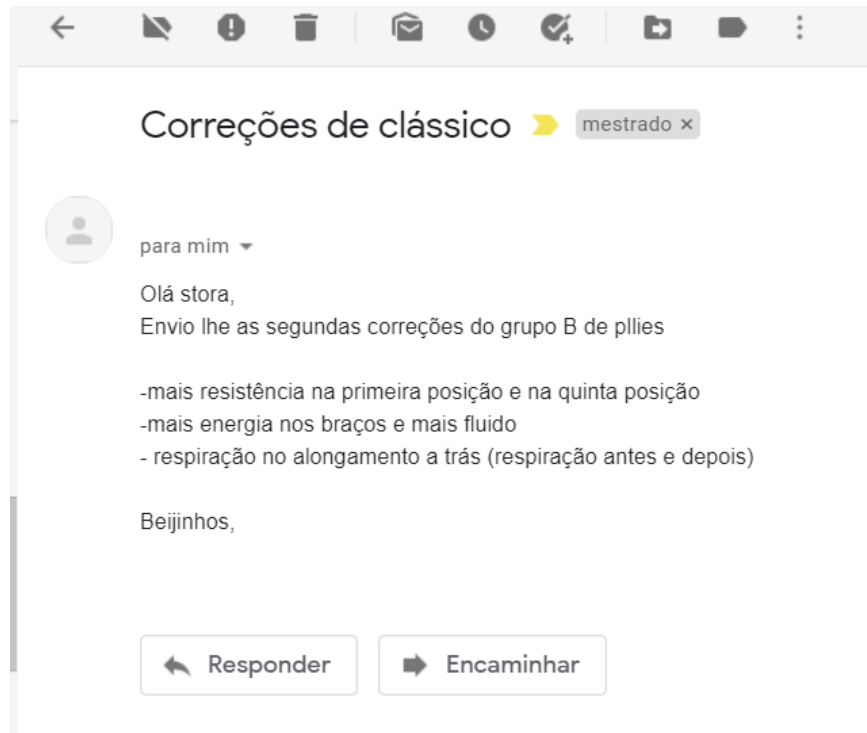 Correções de clássico
mestrado ×
para mim
Olá stora,
Envio lhe as segundas correções do grupo B de pllies
-mais resistência na primeira posição e na quinta posição
-mais energia nos braços e mais fluido
- respiração no alongamento a trás (respiração antes e depois)
Beijinhos,
Responder
Encaminhar